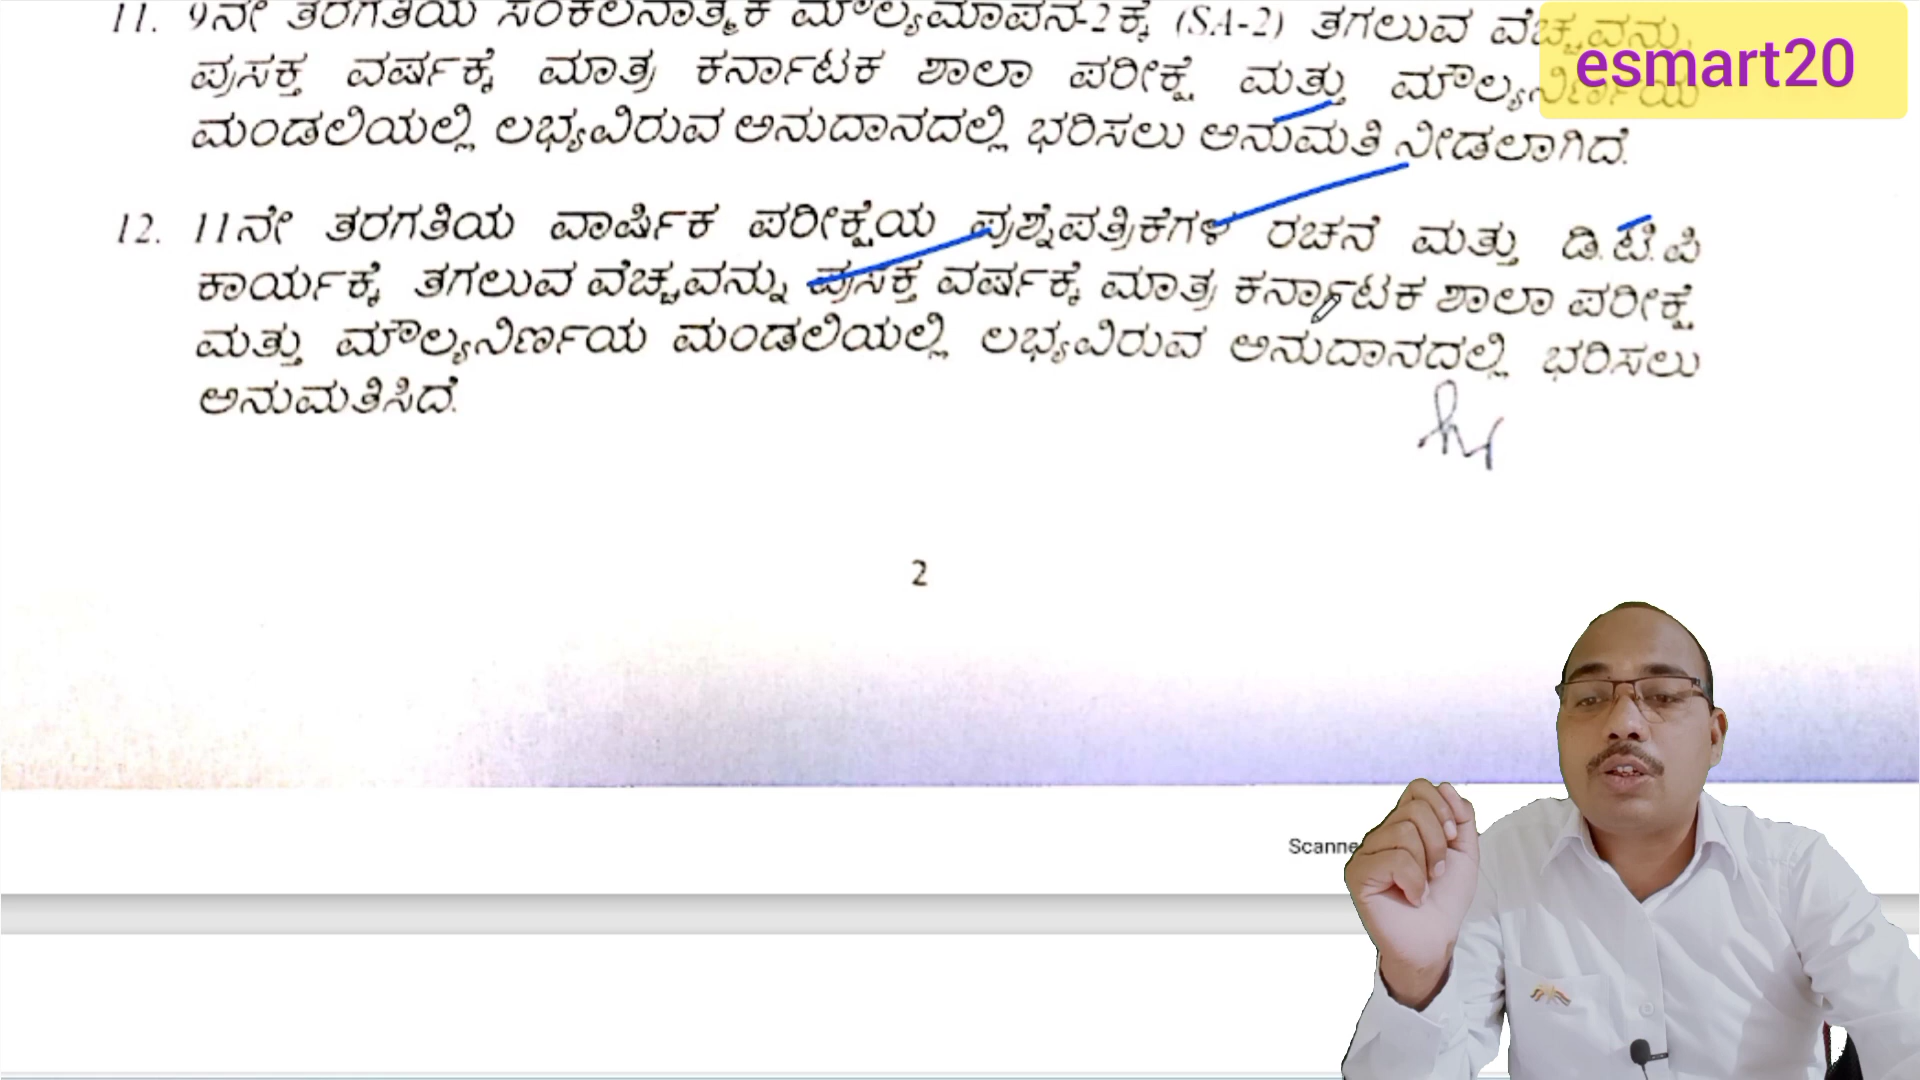 11. 9ನೇ ತರಗತಿಯ ಸಂಕಲನಾತ್ಮಕ ಮೌಲ್ಯಮಾಪನ-2ಕ್ಕೆ (SA-2) ತಗಲುವ ವೆಚ್ಚವನ್ನು
esmart20
ಪ್ರಸಕ್ತ ವರ್ಷಕ್ಕೆ ಮಾತ್ರ ಕರ್ನಾಟಕ ಶಾಲಾ ಪರೀಕ್ಷೆ ಮತ್ತು ಮೌಲ್ಯನಿರ್ಣಯ
ಮಂಡಲಿಯಲ್ಲಿ ಲಭ್ಯವಿರುವ ಅನುದಾನದಲ್ಲಿ ಭರಿಸಲು ಅನುಮತಿ ನೀಡಲಾಗಿದೆ.
12. 11ನೇ ತರಗತಿಯ ವಾರ್ಷಿಕ ಪರೀಕ್ಷೆಯ ಪ್ರಶ್ನೆಪತ್ರಿಕೆಗಳ ರಚನೆ ಮತ್ತು ಡಿ.ಟಿ.ಪಿ
ಕಾರ್ಯಕ್ಕೆ ತಗಲುವ ವೆಚ್ಚವನ್ನು ಪ್ರಸಕ್ತ ವರ್ಷಕ್ಕೆ ಮಾತ್ರ ಕರ್ನಾಟಕ ಶಾಲಾ ಪರೀಕ್ಷೆ
ಮತ್ತು ಮೌಲ್ಯನಿರ್ಣಯ ಮಂಡಲಿಯಲ್ಲಿ ಲಭ್ಯವಿರುವ ಅನುದಾನದಲ್ಲಿ ಭರಿಸಲು
ಅನುಮತಿಸಿದೆ.
2
Scanne